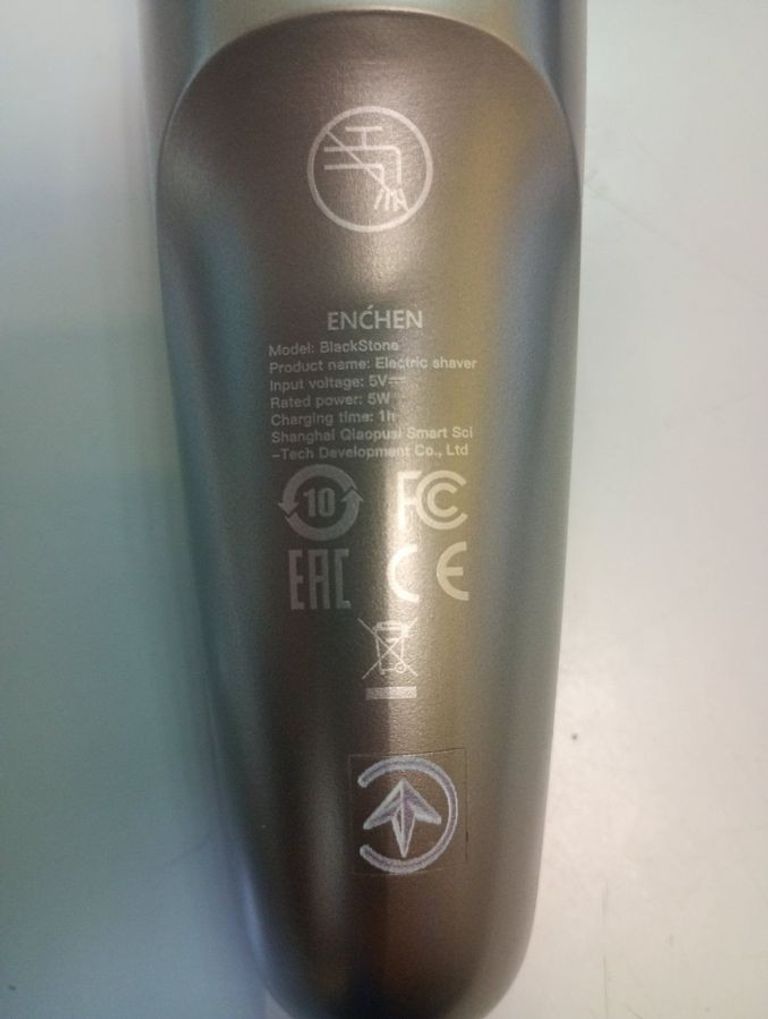 ENĆHEN
Model: BlackStone
Product name: Electric shaver
Input voltage: 5V⎓
Rated power: 5W
Charging time: 1h
Shanghai Qiaopusi Smart Sci
-Tech Development Co., Ltd
10 FC
EAC CE